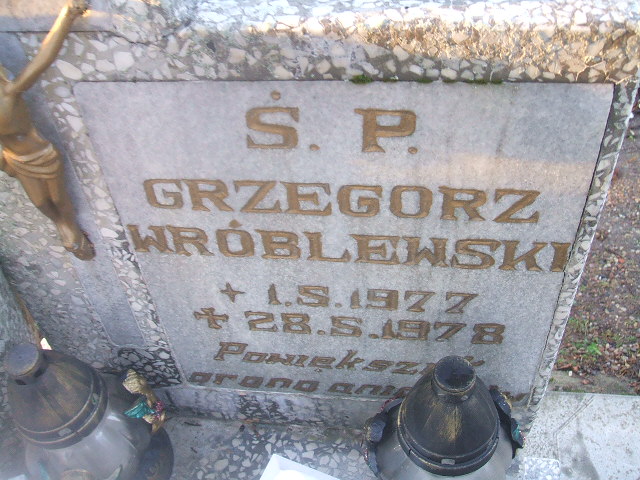 Ś. P.
GRZEGORZ
WRÓBLEWSKI
1.5.1977
28.5.1978
Powiększył
grono